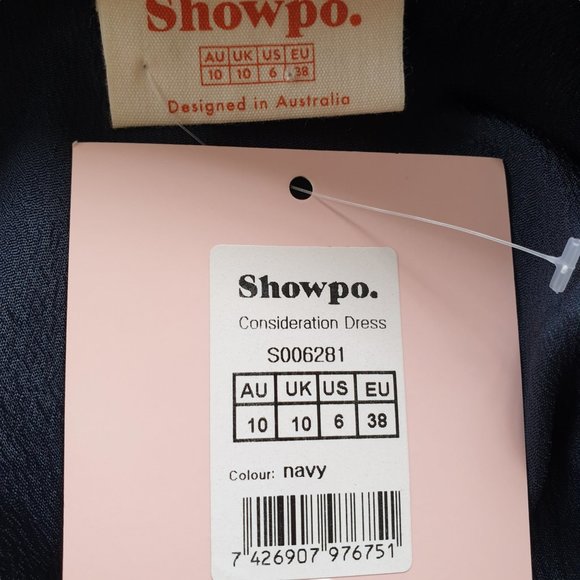 Showpo.
AU UK US EU
10 10 6 38
Designed in Australia
Showpo.
Consideration Dress
S006281
AU UK US EU
10 10 6 38
Colour: navy
7 426907 976751